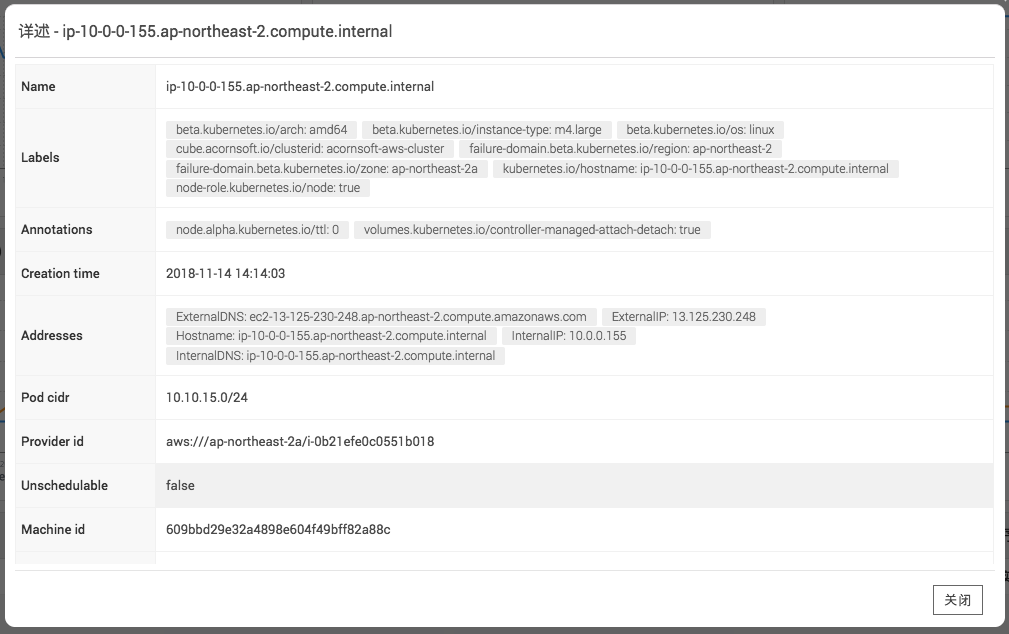 详述 - ip-10-0-0-155.ap-northeast-2.compute.internal
Name ip-10-0-0-155.ap-northeast-2.compute.internal
Labels
beta.kubernetes.io/arch: amd64 beta.kubernetes.io/instance-type: m4.large beta.kubernetes.io/os: linux
cube.acornsoft.io/clusterid: acornsoft-aws-cluster failure-domain.beta.kubernetes.io/region: ap-northeast-2
failure-domain.beta.kubernetes.io/zone: ap-northeast-2a kubernetes.io/hostname: ip-10-0-0-155.ap-northeast-2.compute.internal
node-role.kubernetes.io/node: true
Annotations node.alpha.kubernetes.io/ttl: 0 volumes.kubernetes.io/controller-managed-attach-detach: true
Creation time 2018-11-14 14:14:03
Addresses
ExternalDNS: ec2-13-125-230-248.ap-northeast-2.compute.amazonaws.com ExternalIP: 13.125.230.248
Hostname: ip-10-0-0-155.ap-northeast-2.compute.internal InternalIP: 10.0.0.155
InternalDNS: ip-10-0-0-155.ap-northeast-2.compute.internal
Pod cidr 10.10.15.0/24
Provider id aws:///ap-northeast-2a/i-0b21efe0c0551b018
Unschedulable false
Machine id 609bbd29e32a4898e604f49bff82a88c
关闭